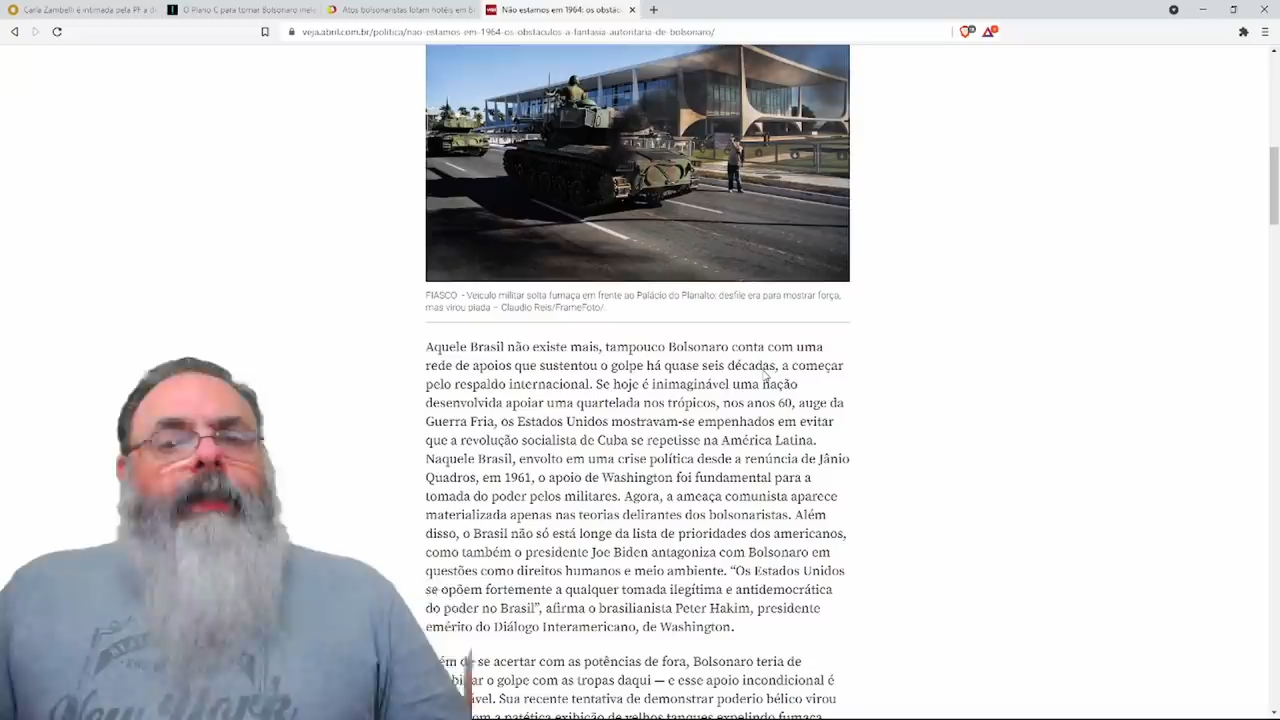 Carla Zambelli é intimada pela PF a d
O Plano C para tornar Bolsonaro inele
Atos bolsonaristas lotam hotéis em b
Não estamos em 1964: os obstác
veja.abril.com.br/politica/nao-estamos-em-1964-os-obstaculos-a-fantasia-autoritaria-de-bolsonaro/
FIASCO - Veículo militar solta fumaça em frente ao Palácio do Planalto: desfile era para mostrar força,
mas virou piada – Claudio Reis/FrameFoto/.
Aquele Brasil não existe mais, tampouco Bolsonaro conta com uma
rede de apoios que sustentou o golpe há quase seis décadas, a começar
pelo respaldo internacional. Se hoje é inimaginável uma nação
desenvolvida apoiar uma quartelada nos trópicos, nos anos 60, auge da
Guerra Fria, os Estados Unidos mostravam-se empenhados em evitar
que a revolução socialista de Cuba se repetisse na América Latina.
Naquele Brasil, envolto em uma crise política desde a renúncia de Jânio
Quadros, em 1961, o apoio de Washington foi fundamental para a
tomada do poder pelos militares. Agora, a ameaça comunista aparece
materializada apenas nas teorias delirantes dos bolsonaristas. Além
disso, o Brasil não só está longe da lista de prioridades dos americanos,
como também o presidente Joe Biden antagoniza com Bolsonaro em
questões como direitos humanos e meio ambiente. “Os Estados Unidos
se opõem fortemente a qualquer tomada ilegítima e antidemocrática
do poder no Brasil”, afirma o brasilianista Peter Hakim, presidente
emérito do Diálogo Interamericano, de Washington.
se acertar com as potências de fora, Bolsonaro teria de
o golpe com as tropas daqui — e esse apoio incondicional é
Sua recente tentativa de demonstrar poderio bélico virou
a patética exibição de velhos tanques expelindo fumaça